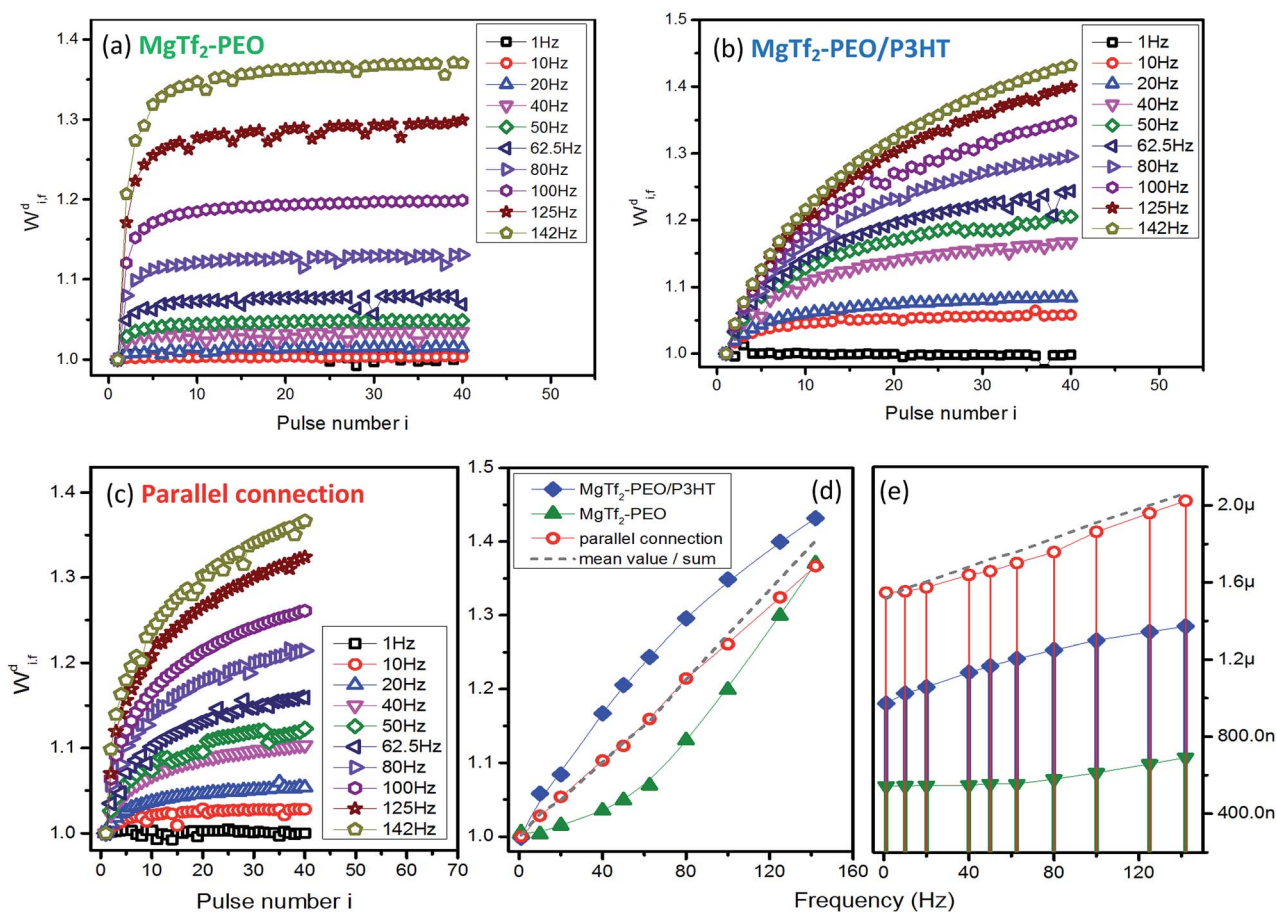 (a) MgTf₂-PEO
1.4
1.3
1.2
1.1
1.0
W^d_{i,f}
0 10 20 30 40 50
Pulse number i
1Hz
10Hz
20Hz
40Hz
50Hz
62.5Hz
80Hz
100Hz
125Hz
142Hz
(b) MgTf₂-PEO/P3HT
1.5
1.4
1.3
1.2
1.1
1.0
W^d_{i,f}
0 10 20 30 40 50
Pulse number i
1Hz
10Hz
20Hz
40Hz
50Hz
62.5Hz
80Hz
100Hz
125Hz
142Hz
(c) Parallel connection
1.4
1.3
1.2
1.1
1.0
W^d_{i,f}
0 10 20 30 40 50 60 70
Pulse number i
1Hz
10Hz
20Hz
40Hz
50Hz
62.5Hz
80Hz
100Hz
125Hz
142Hz
(d)
MgTf₂-PEO/P3HT
MgTf₂-PEO
parallel connection
mean value / sum
1.5
1.4
1.3
1.2
1.1
1.0
0 40 80 120 160
(e)
2.0μ
1.6μ
1.2μ
800.0n
400.0n
0 40 80 120
Frequency (Hz)